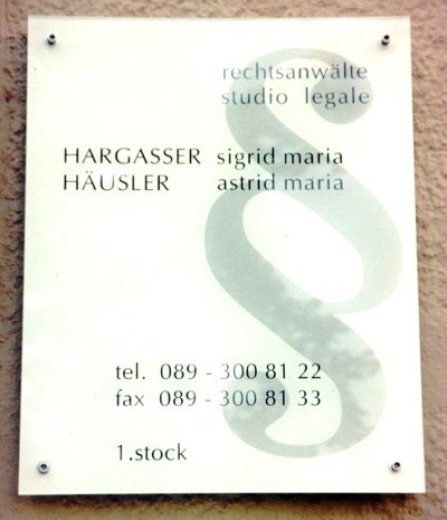 rechtsanwälte
studio legale
HARGASSER sigrid maria
HÄUSLER astrid maria
tel. 089 - 300 81 22
fax 089 - 300 81 33
1.stock
§